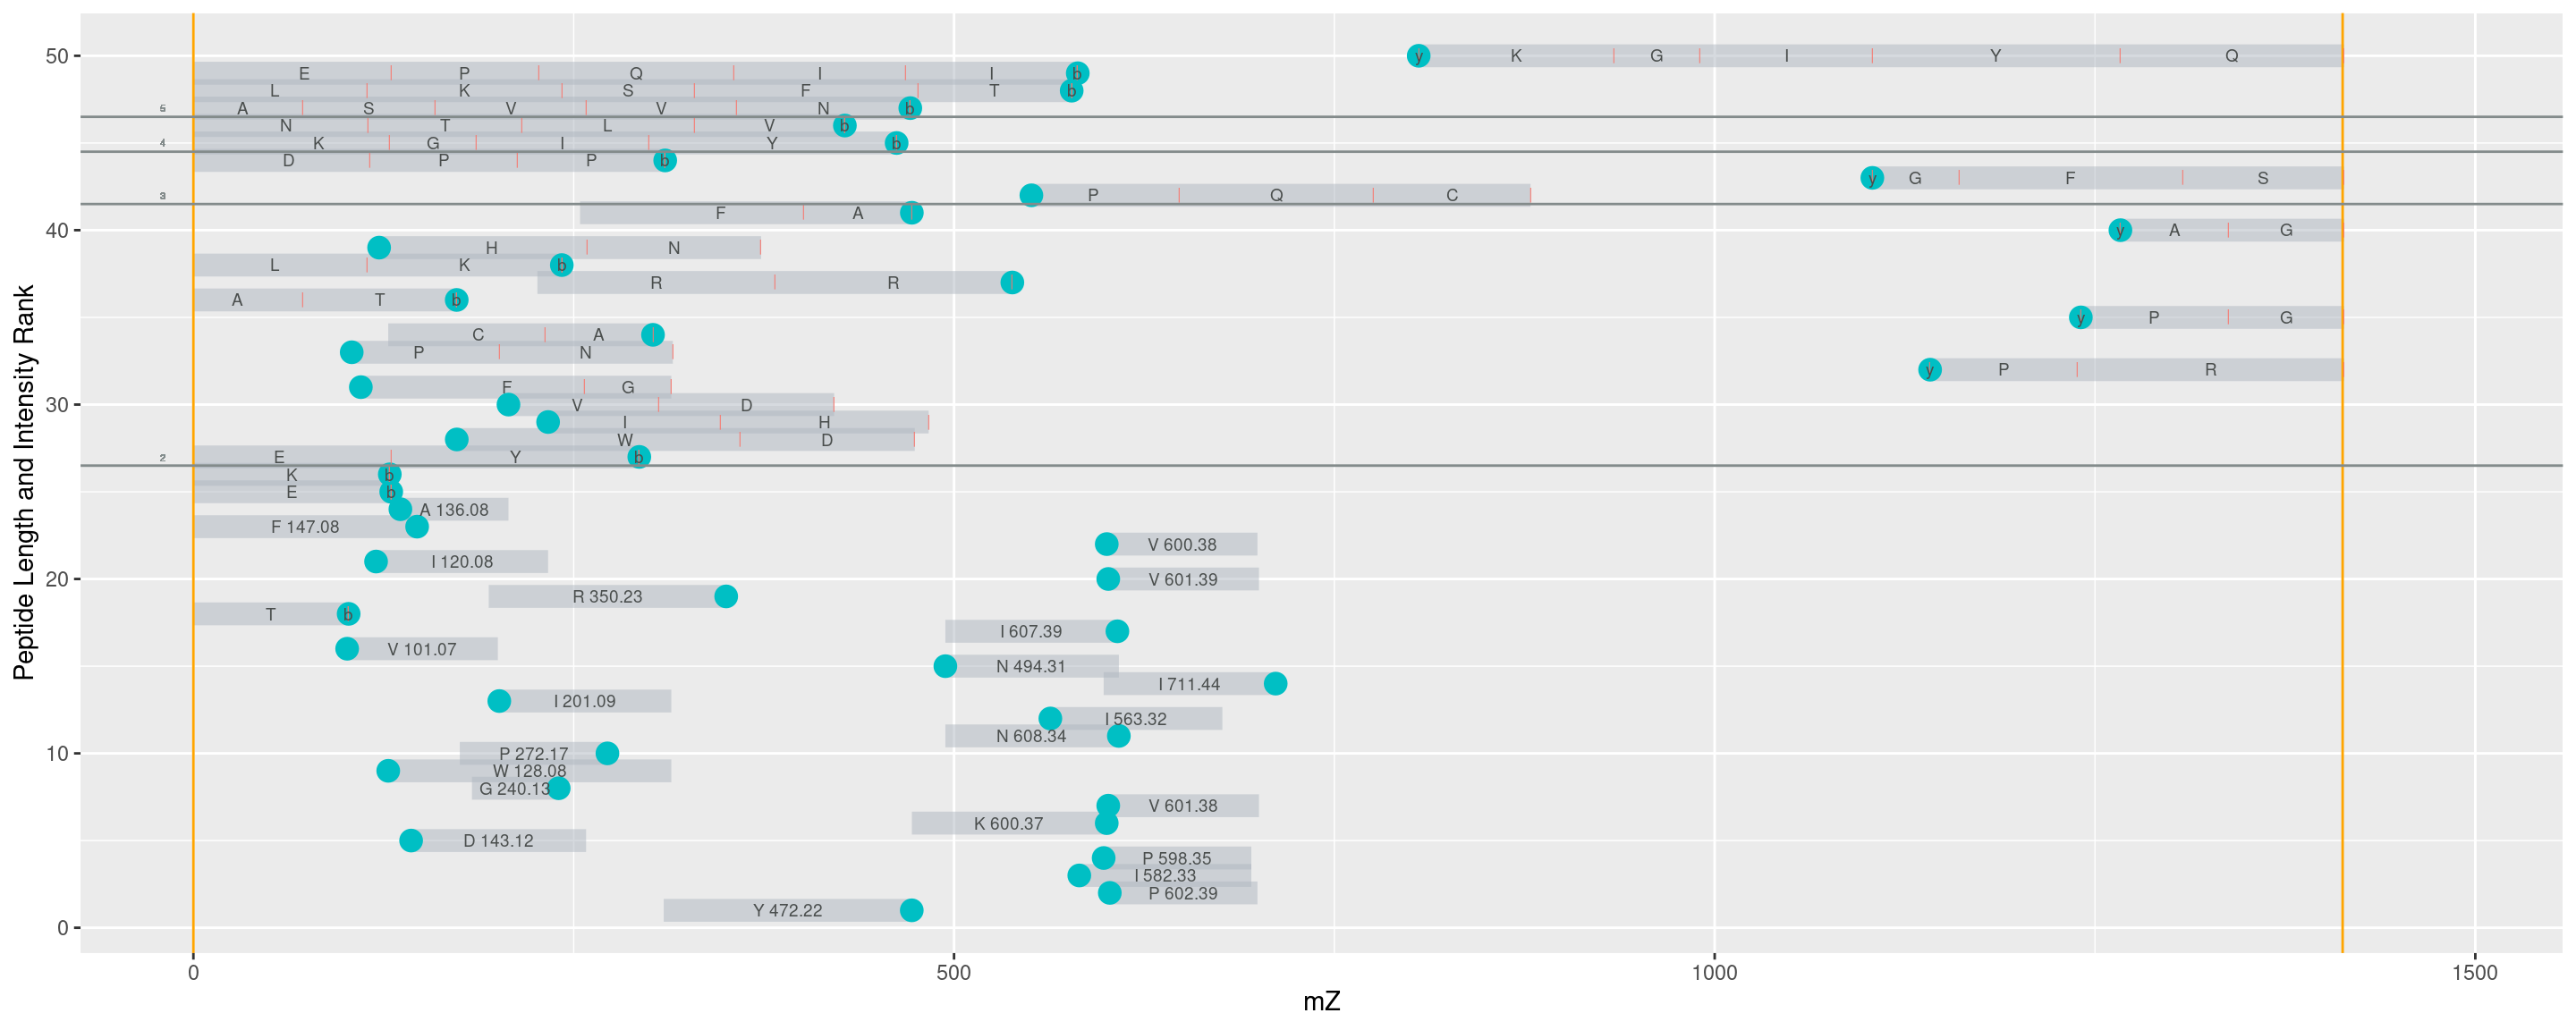 50
y K G I Y Q
E P Q I I b
L K S F T b
5 A S V V N b
N T L V b
4 K G I Y b
D P P b
y G F S
3 P Q C
F A
40
y A G
H N
L K b
R R
A T b
y P G
C A
P N
y P R
F G
30
V D
I H
W D
2 E Y b
K b
E b
A 136.08
F 147.08
V 600.38
I 120.08
20
V 601.39
R 350.23
T b
I 607.39
V 101.07
N 494.31
I 711.44
I 201.09
I 563.32
N 608.34
10
P 272.17
W 128.08
G 240.13
V 601.38
K 600.37
D 143.12
P 598.35
I 582.33
P 602.39
Y 472.22
0
0 500 1000 1500
mZ
Peptide Length and Intensity Rank